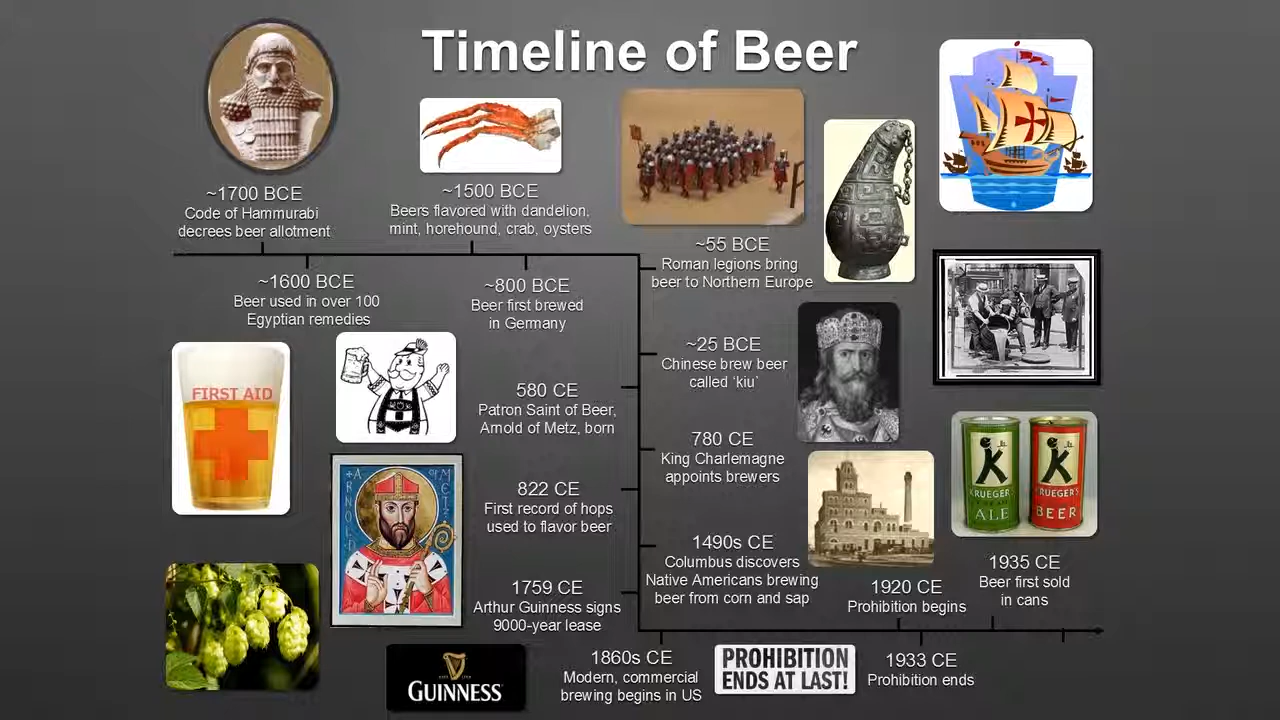 Timeline of Beer
~1700 BCE
Code of Hammurabi
decrees beer allotment
~1500 BCE
Beers flavored with dandelion,
mint, horehound, crab, oysters
~1600 BCE
Beer used in over 100
Egyptian remedies
~800 BCE
Beer first brewed
in Germany
~55 BCE
Roman legions bring
beer to Northern Europe
~25 BCE
Chinese brew beer
called ‘kiu’
580 CE
Patron Saint of Beer,
Arnold of Metz, born
780 CE
King Charlemagne
appoints brewers
822 CE
First record of hops
used to flavor beer
1490s CE
Columbus discovers
Native Americans brewing
beer from corn and sap
1759 CE
Arthur Guinness signs
9000-year lease
1860s CE
Modern, commercial
brewing begins in US
1920 CE
Prohibition begins
1933 CE
Prohibition ends
1935 CE
Beer first sold
in cans
FIRST AID
ARNOLD
OF METZ
GUINNESS
PROHIBITION
ENDS AT LAST!
K
KRUEGER
ALE
K
KRUEGER'S
BEER